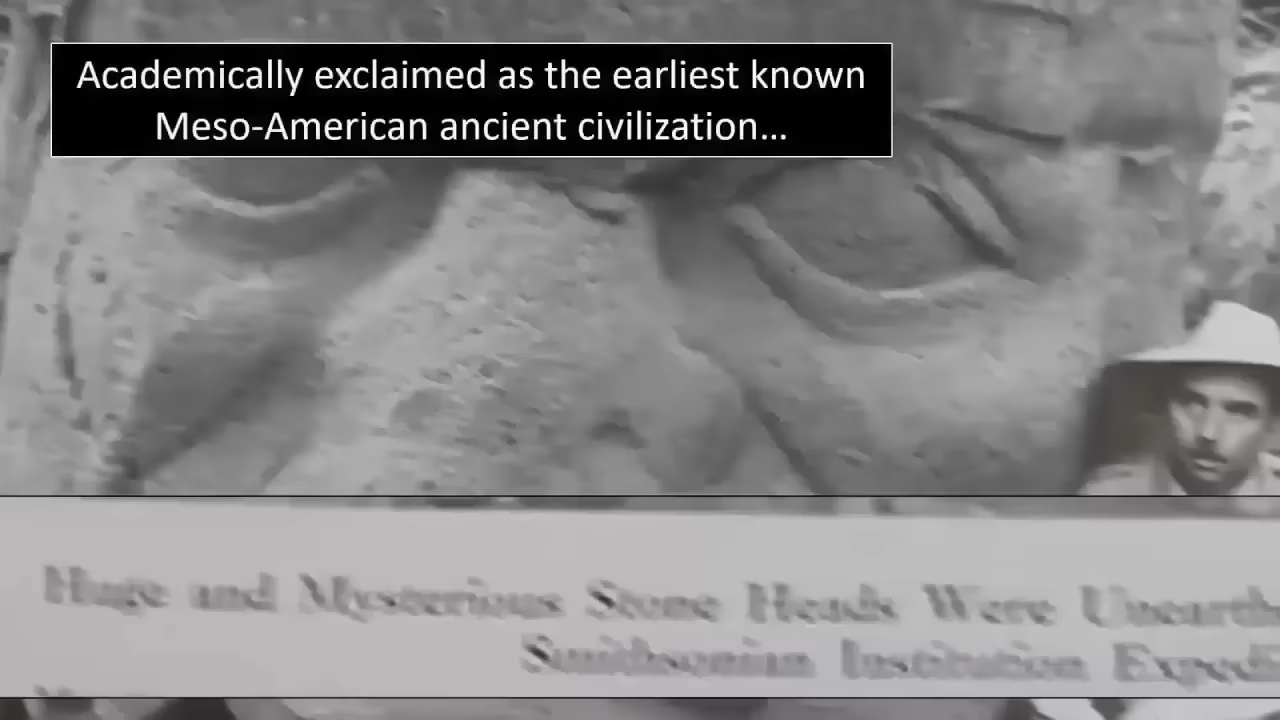 Academically exclaimed as the earliest known
Meso-American ancient civilization…
Huge and Mysterious Stone Heads Were
Smithsonian Institution